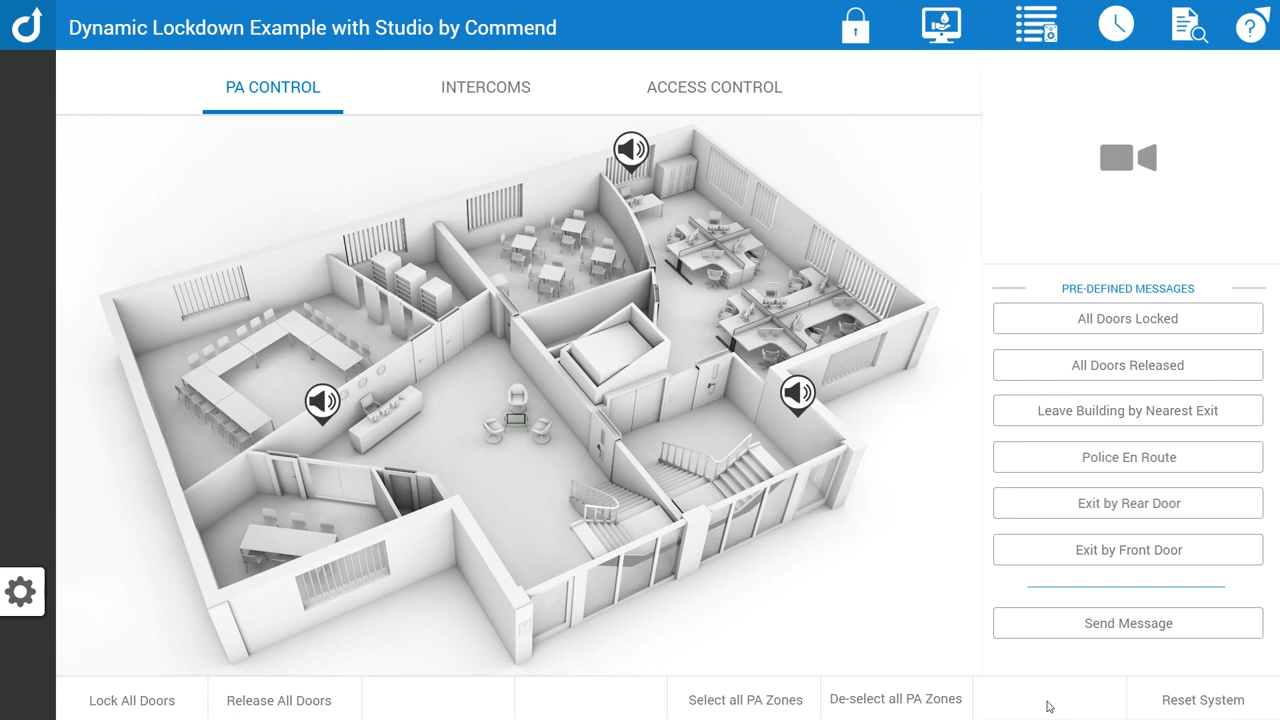 Dynamic Lockdown Example with Studio by Commend
PA CONTROL
INTERCOMS
ACCESS CONTROL
PRE-DEFINED MESSAGES
All Doors Locked
All Doors Released
Leave Building by Nearest Exit
Police En Route
Exit by Rear Door
Exit by Front Door
Send Message
Lock All Doors
Release All Doors
Select all PA Zones
De-select all PA Zones
Reset System